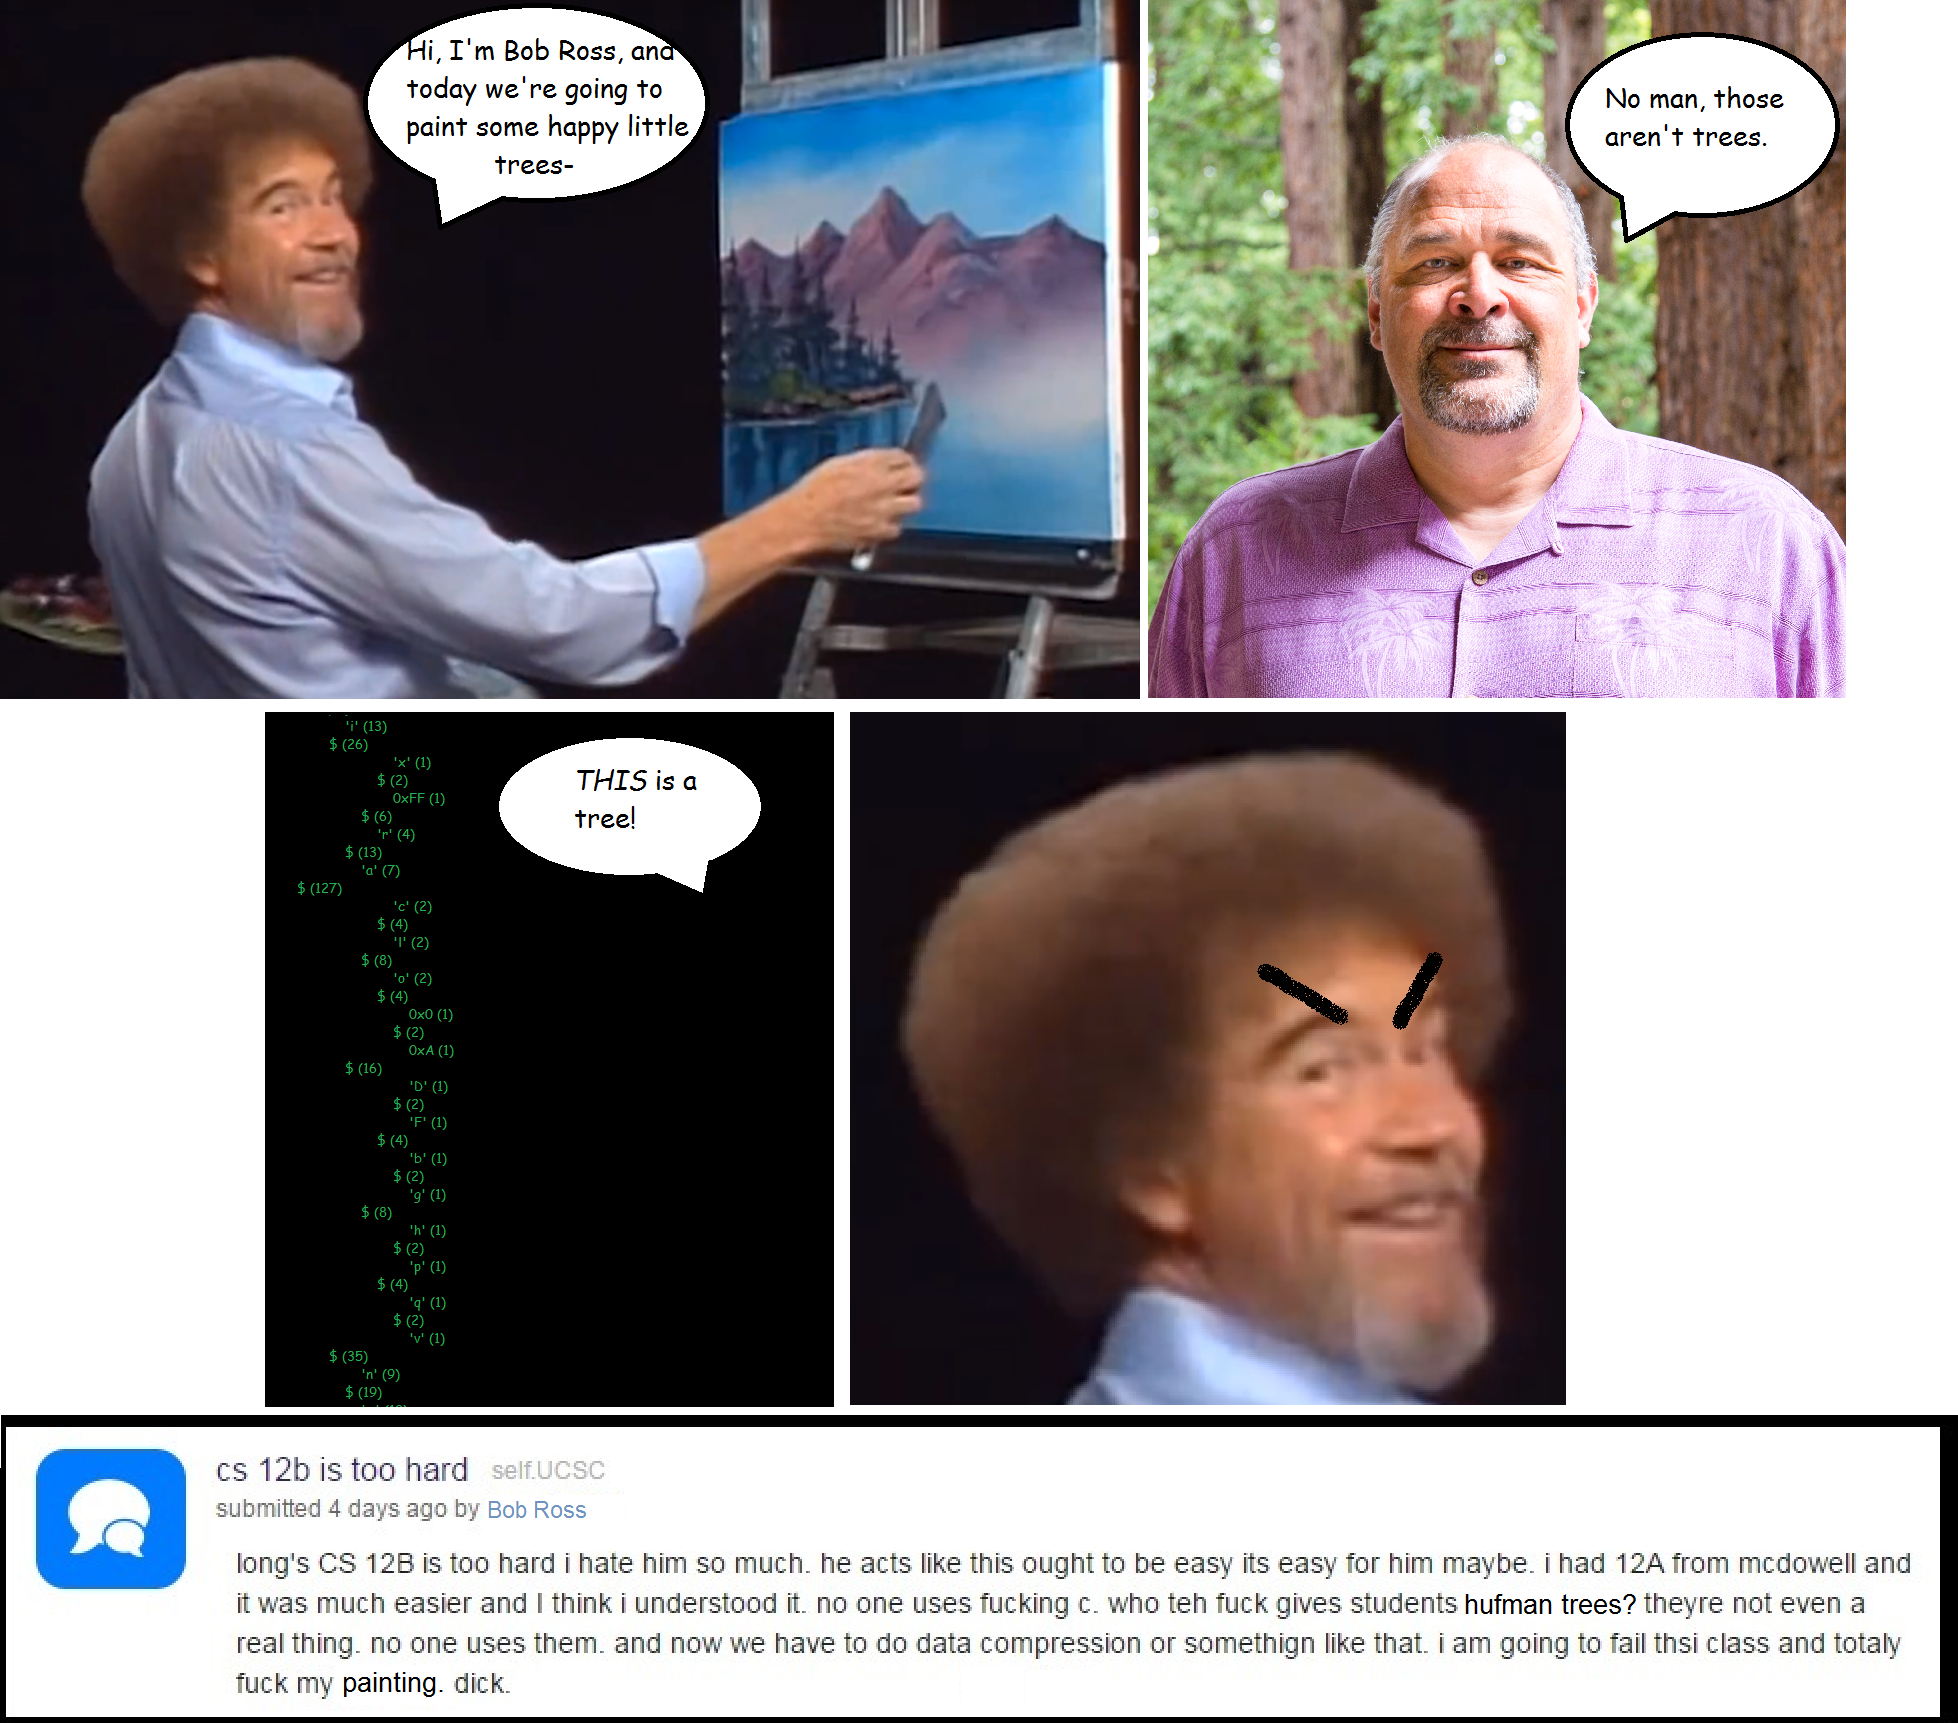 Hi, I'm Bob Ross, and
today we're going to
paint some happy little
trees-
No man, those
aren't trees.
'i' (13)
$ (26)
'x' (1)
$ (2)
0xFF (1)
$ (6)
'r' (4)
$ (13)
'a' (7)
$ (127)
'c' (2)
$ (4)
'l' (2)
$ (8)
'o' (2)
$ (4)
0x0 (1)
$ (2)
0xA (1)
$ (16)
'D' (1)
$ (2)
'F' (1)
$ (4)
'b' (1)
$ (2)
'g' (1)
$ (8)
'h' (1)
$ (2)
'p' (1)
$ (4)
'q' (1)
$ (2)
'v' (1)
$ (35)
'n' (9)
$ (19)
THIS is a
tree!
cs 12b is too hard self.UCSC
submitted 4 days ago by Bob Ross
long's CS 12B is too hard i hate him so much. he acts like this ought to be easy its easy for him maybe. i had 12A from mcdowell and
it was much easier and I think i understood it. no one uses fucking c. who teh fuck gives students hufman trees? theyre not even a
real thing. no one uses them. and now we have to do data compression or somethign like that. i am going to fail thsi class and totaly
fuck my painting. dick.